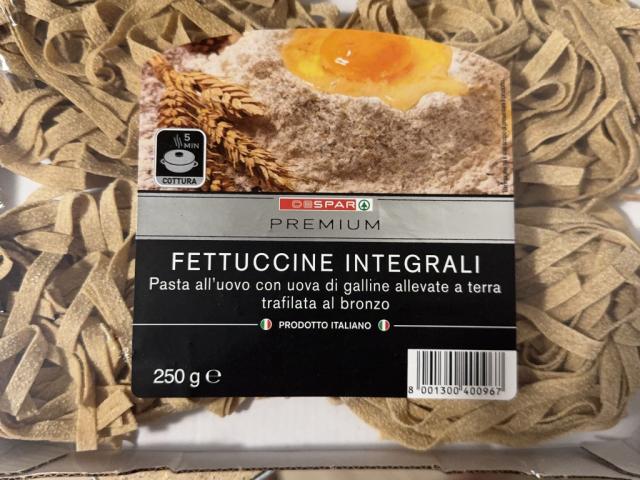 5
MIN
COTTURA
DESPAR
PREMIUM
FETTUCCINE INTEGRALI
Pasta all'uovo con uova di galline allevate a terra
trafilata al bronzo
PRODOTTO ITALIANO
250 g e
8 001300 400967